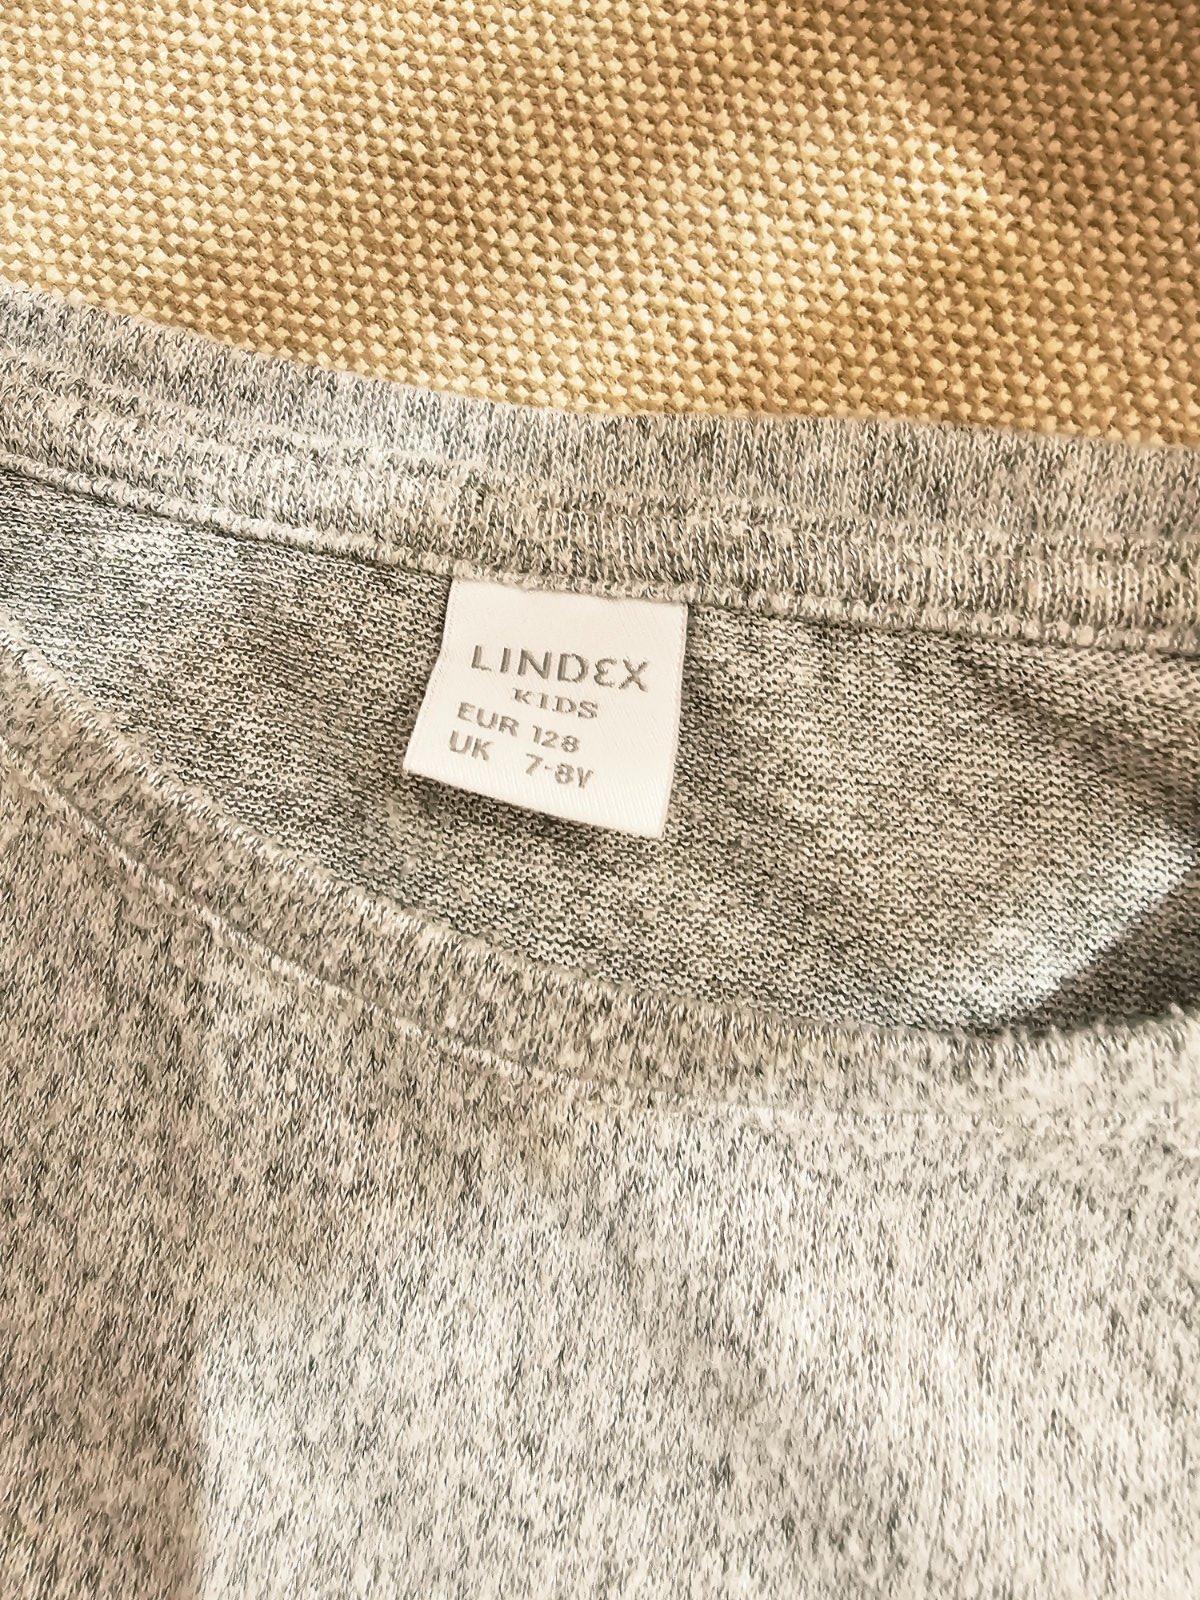 LINDEX
KIDS
EUR 128
UK 7-8Y